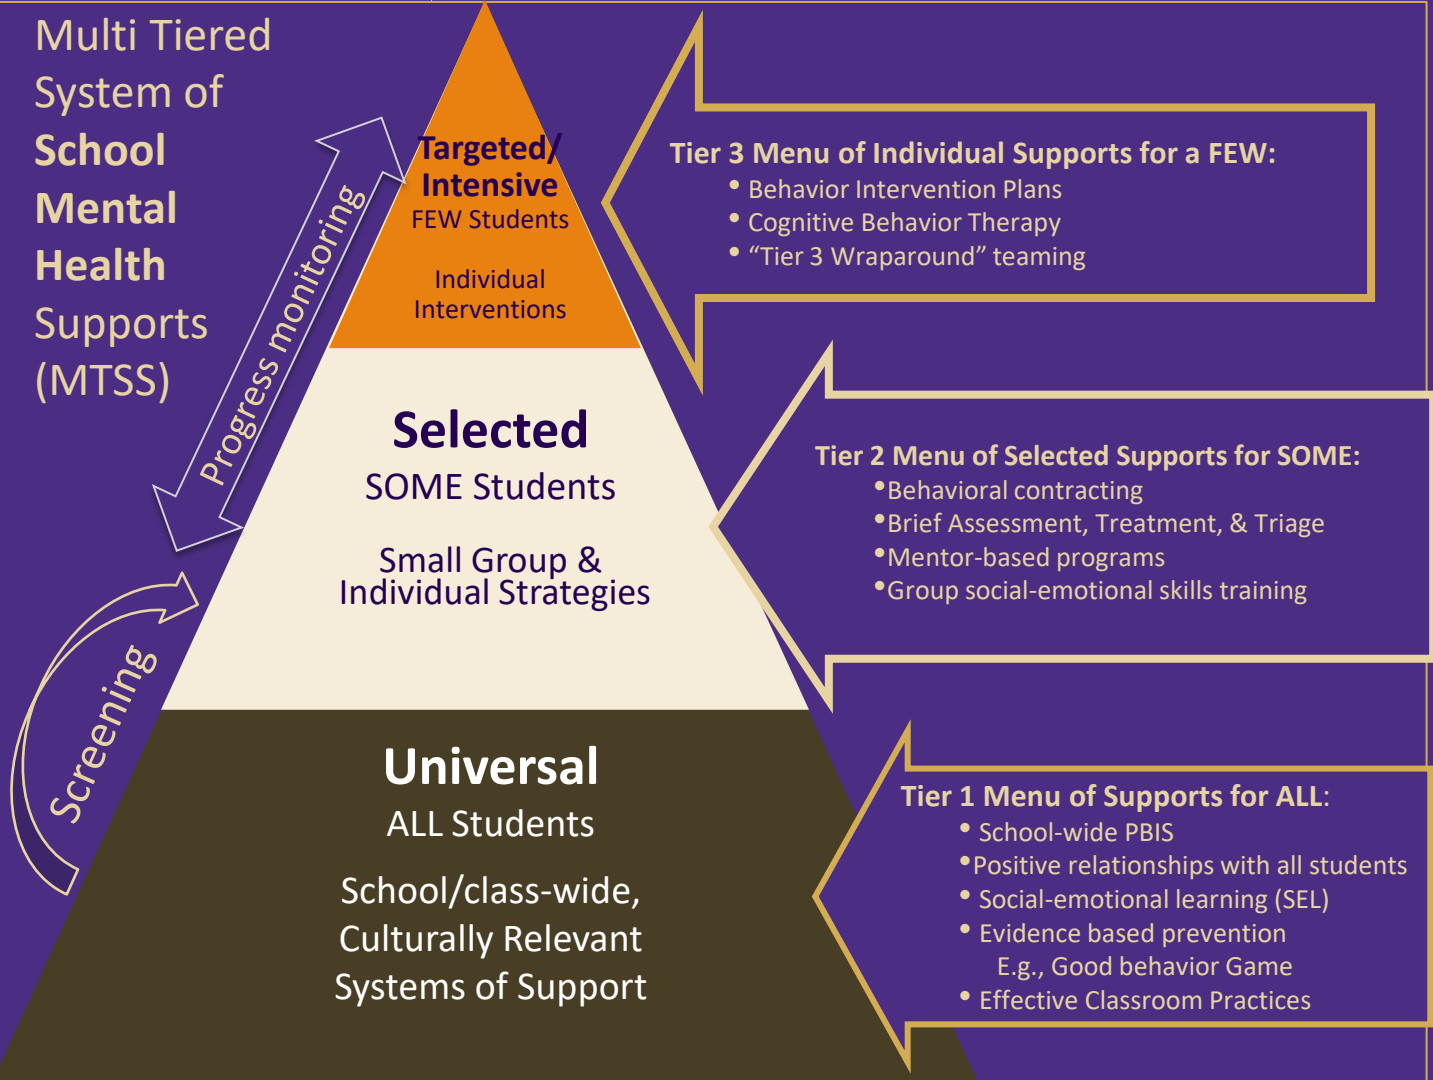 Multi Tiered
System of
School
Mental
Health
Supports
(MTSS)
Progress monitoring
Screening
Targeted/
Intensive
FEW Students
Individual
Interventions
Selected
SOME Students
Small Group &
Individual Strategies
Universal
ALL Students
School/class-wide,
Culturally Relevant
Systems of Support
Tier 3 Menu of Individual Supports for a FEW:
• Behavior Intervention Plans
• Cognitive Behavior Therapy
• “Tier 3 Wraparound” teaming
Tier 2 Menu of Selected Supports for SOME:
•Behavioral contracting
•Brief Assessment, Treatment, & Triage
•Mentor-based programs
•Group social-emotional skills training
Tier 1 Menu of Supports for ALL:
• School-wide PBIS
•Positive relationships with all students
• Social-emotional learning (SEL)
• Evidence based prevention
E.g., Good behavior Game
• Effective Classroom Practices